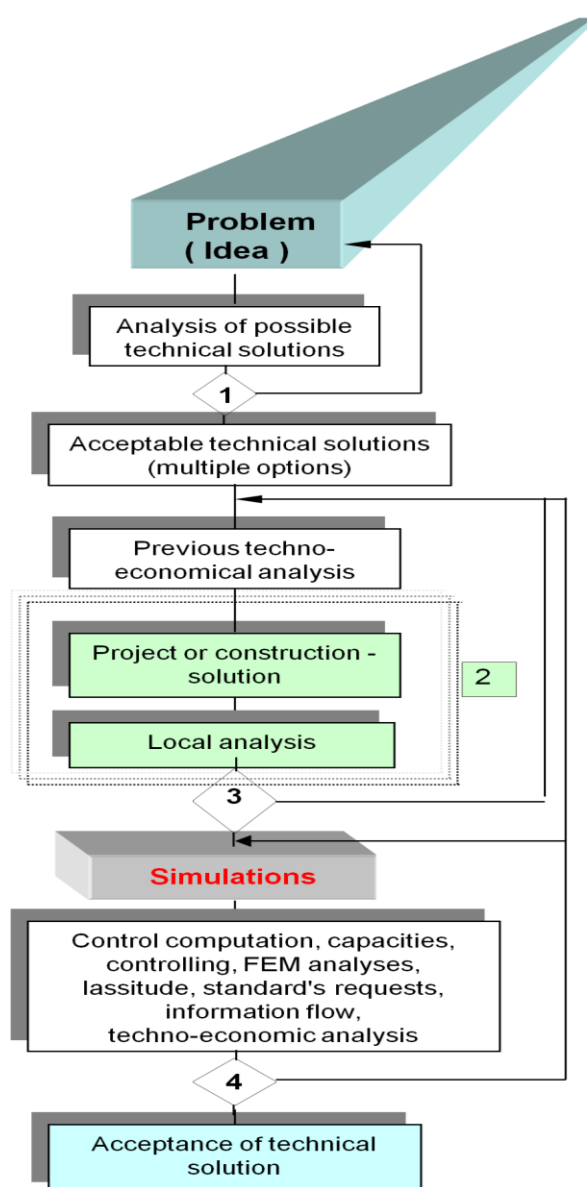 Problem
( Idea )
Analysis of possible
technical solutions
1
Acceptable technical solutions
(multiple options)
Previous techno-
economical analysis
Project or construction -
solution
2
Local analysis
3
Simulations
Control computation, capacities,
controlling, FEM analyses,
lassitude, standard's requests,
information flow,
techno-economic analysis
4
Acceptance of technical
solution